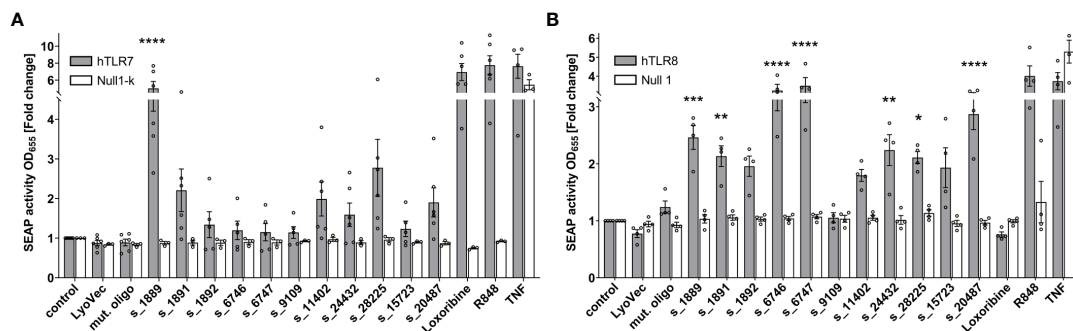 A
SEAP activity OD655 [Fold change]
10
8
6
4
2
1
0
hTLR7
Null1-k
****
control
LyoVec
mut. oligo
s_1889
s_1891
s_1892
s_6746
s_6747
s_9109
s_11402
s_24432
s_28225
s_15723
s_20487
Loxoribine
R848
TNF
B
SEAP activity OD655 [Fold change]
6
5
4
3
2
1
0
hTLR8
Null 1
***
**
****
****
**
*
****
control
LyoVec
mut. oligo
s_1889
s_1891
s_1892
s_6746
s_6747
s_9109
s_11402
s_24432
s_28225
s_15723
s_20487
Loxoribine
R848
TNF